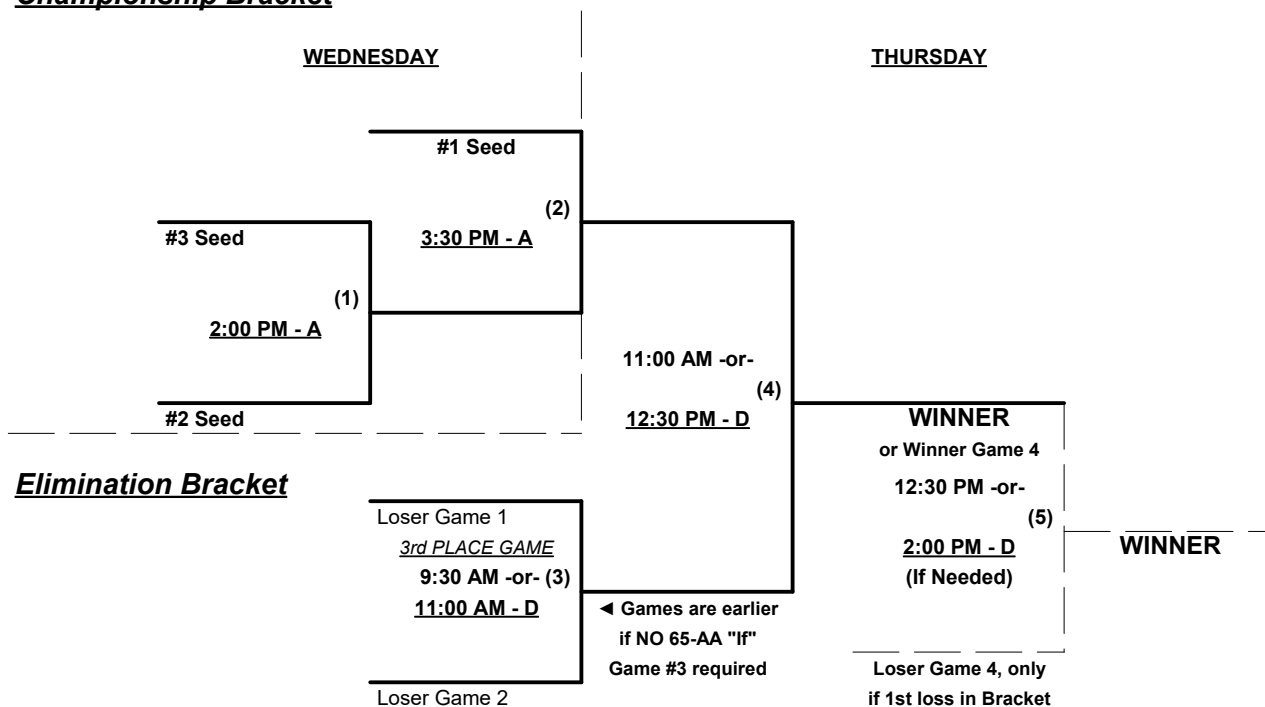 Championship Bracket
WEDNESDAY
THURSDAY
#1 Seed
(2)
#3 Seed
3:30 PM - A
(1)
2:00 PM - A
11:00 AM -or-
(4)
#2 Seed
12:30 PM - D
WINNER
or Winner Game 4
Elimination Bracket
12:30 PM -or-
Loser Game 1
(5)
3rd PLACE GAME
2:00 PM - D
WINNER
9:30 AM -or- (3)
(If Needed)
11:00 AM - D
◄ Games are earlier
if NO 65-AA "If"
Game #3 required
Loser Game 4, only
Loser Game 2
if 1st loss in Bracket